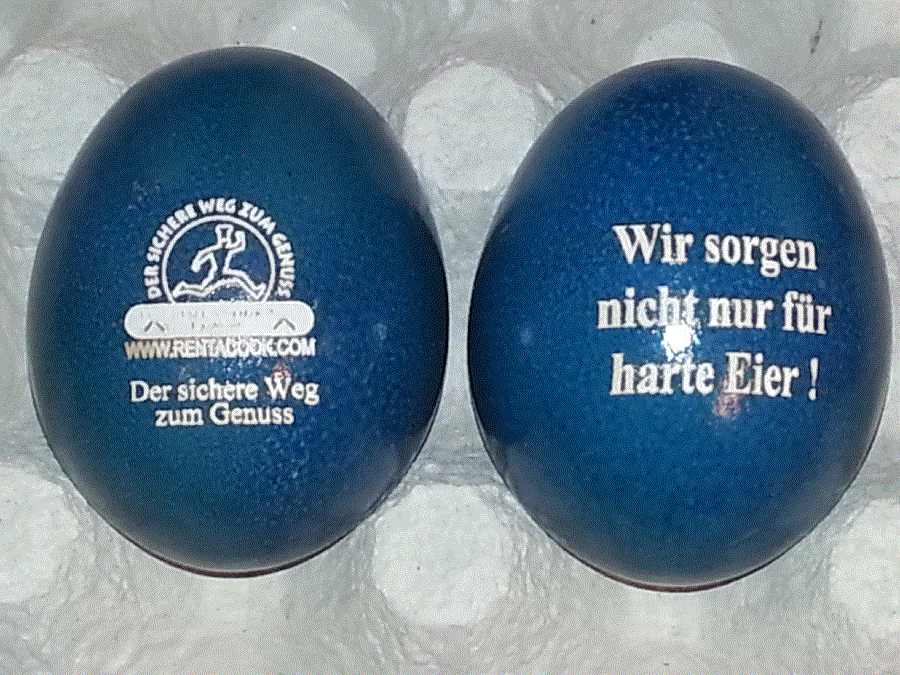 DER SICHERE WEG ZUM GENUSS
WWW.RENTACOOK.COM
Der sichere Weg
zum Genuss
Wir sorgen
nicht nur für
harte Eier !